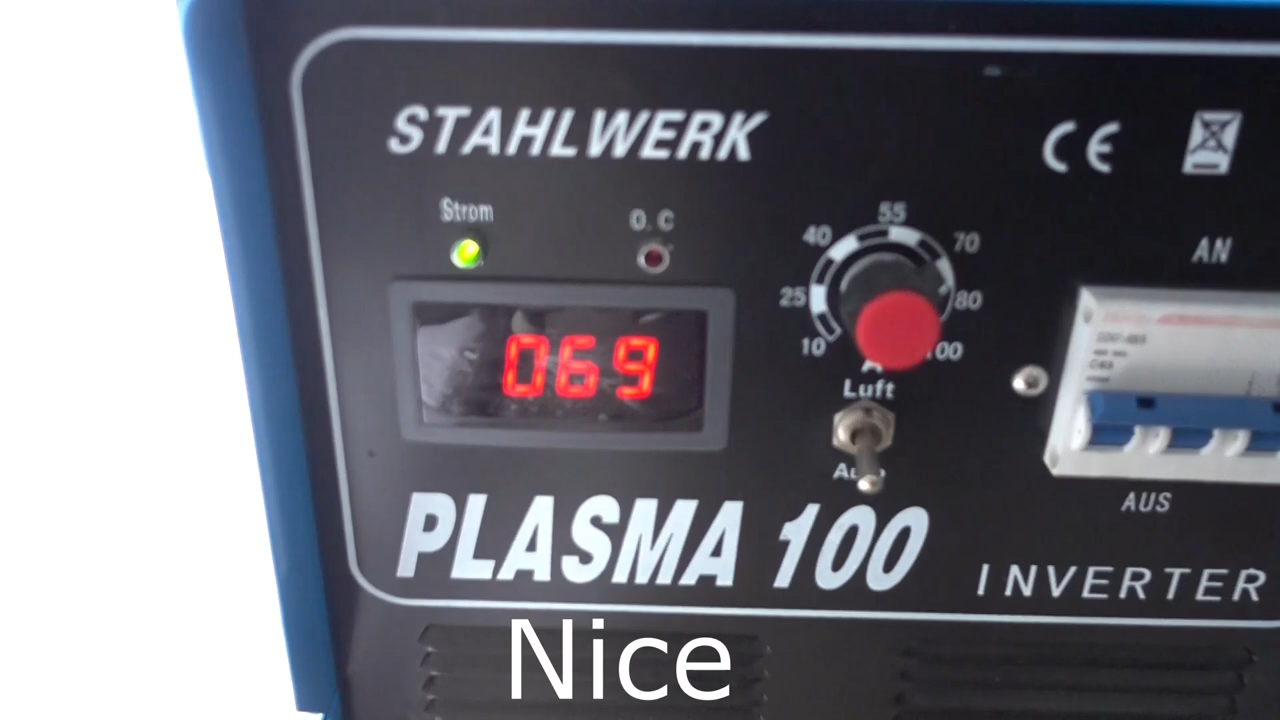 STAHLWERK
CE
Strom
O. C
AN
10
25
40
55
70
80
100
A
Luft
069
Auto
AUS
PLASMA 100
INVERTER
Nice